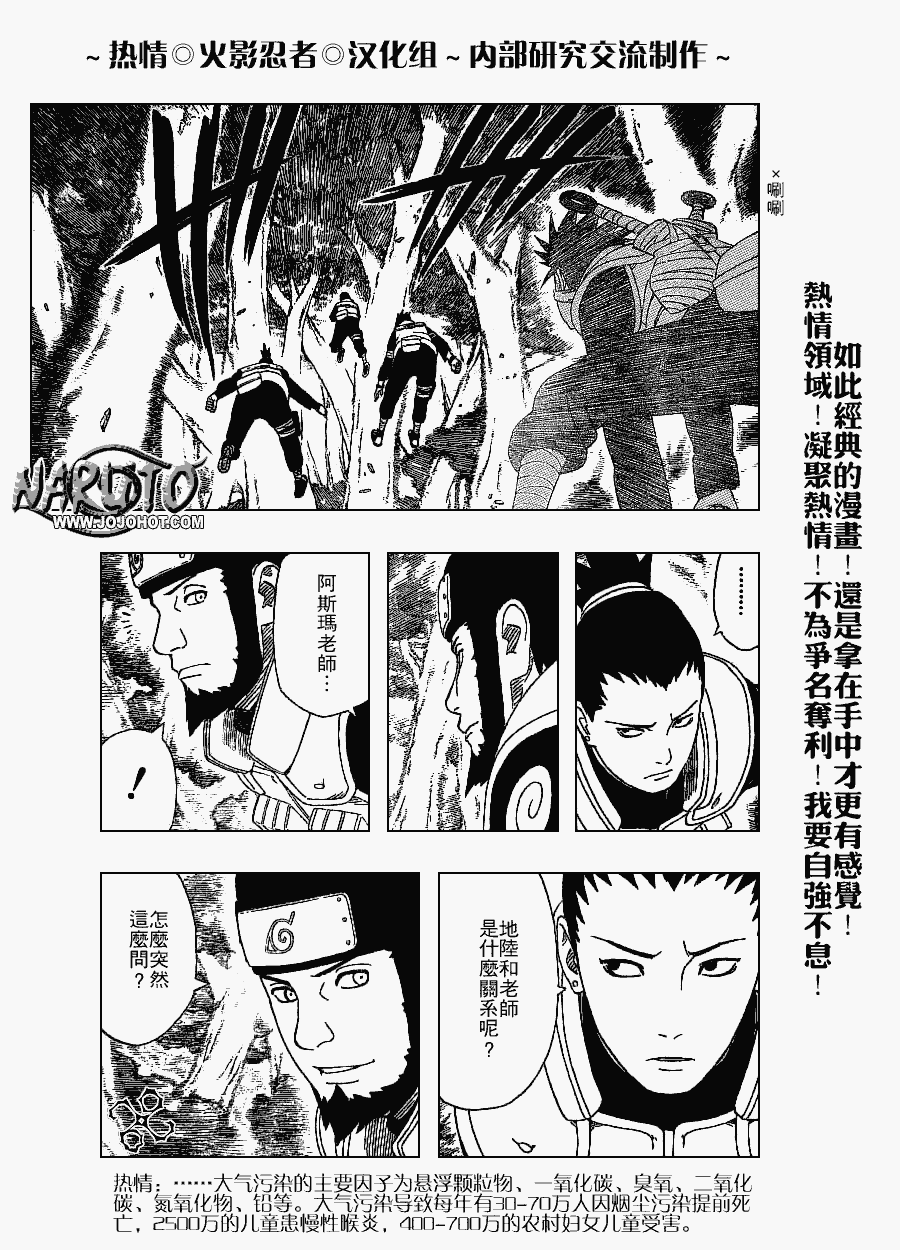 ~热情◎火影忍者◎汉化组~内部研究交流制作~
如此經典的漫畫！還是拿在手中才更有感覺！
熱情領域！凝聚熱情！不為爭名奪利！我要自強不息！
NARUTO
WWW.JOJOHOT.COM
………
阿斯瑪老師…
！
地陸和老師
是什麼關系呢？
怎麼突然
這麼問？
热情：……大气污染的主要因子为悬浮颗粒物、一氧化碳、臭氧、二氧化
碳、氮氧化物、铅等。大气污染导致每年有30-70万人因烟尘污染提前死
亡，2500万的儿童患慢性喉炎，400-700万的农村妇女儿童受害。